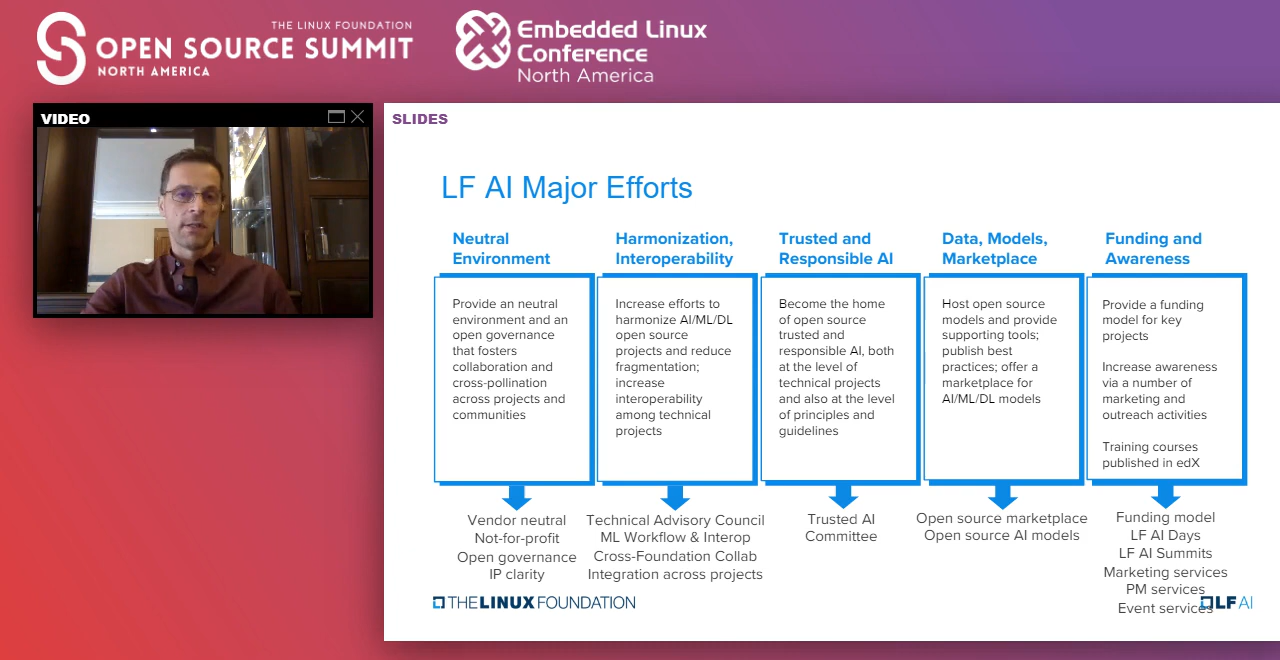 THE LINUX FOUNDATION
OPEN SOURCE SUMMIT
NORTH AMERICA
Embedded Linux
Conference
North America
VIDEO
SLIDES
LF AI Major Efforts
Neutral
Environment
Provide an neutral
environment and an
open governance
that fosters
collaboration and
cross-pollination
across projects and
communities
Vendor neutral
Not-for-profit
Open governance
IP clarity
Harmonization,
Interoperability
Increase efforts to
harmonize AI/ML/DL
open source
projects and reduce
fragmentation;
increase
interoperability
among technical
projects
Technical Advisory Council
ML Workflow & Interop
Cross-Foundation Collab
Integration across projects
Trusted and
Responsible AI
Become the home
of open source
trusted and
responsible AI, both
at the level of
technical projects
and also at the level
of principles and
guidelines
Trusted AI
Committee
Data, Models,
Marketplace
Host open source
models and provide
supporting tools;
publish best
practices; offer a
marketplace for
AI/ML/DL models
Open source marketplace
Open source AI models
Funding and
Awareness
Provide a funding
model for key
projects
Increase awareness
via a number of
marketing and
outreach activities
Training courses
published in edX
Funding model
LF AI Days
LF AI Summits
Marketing services
PM services
Event services
THE LINUX FOUNDATION
LF AI